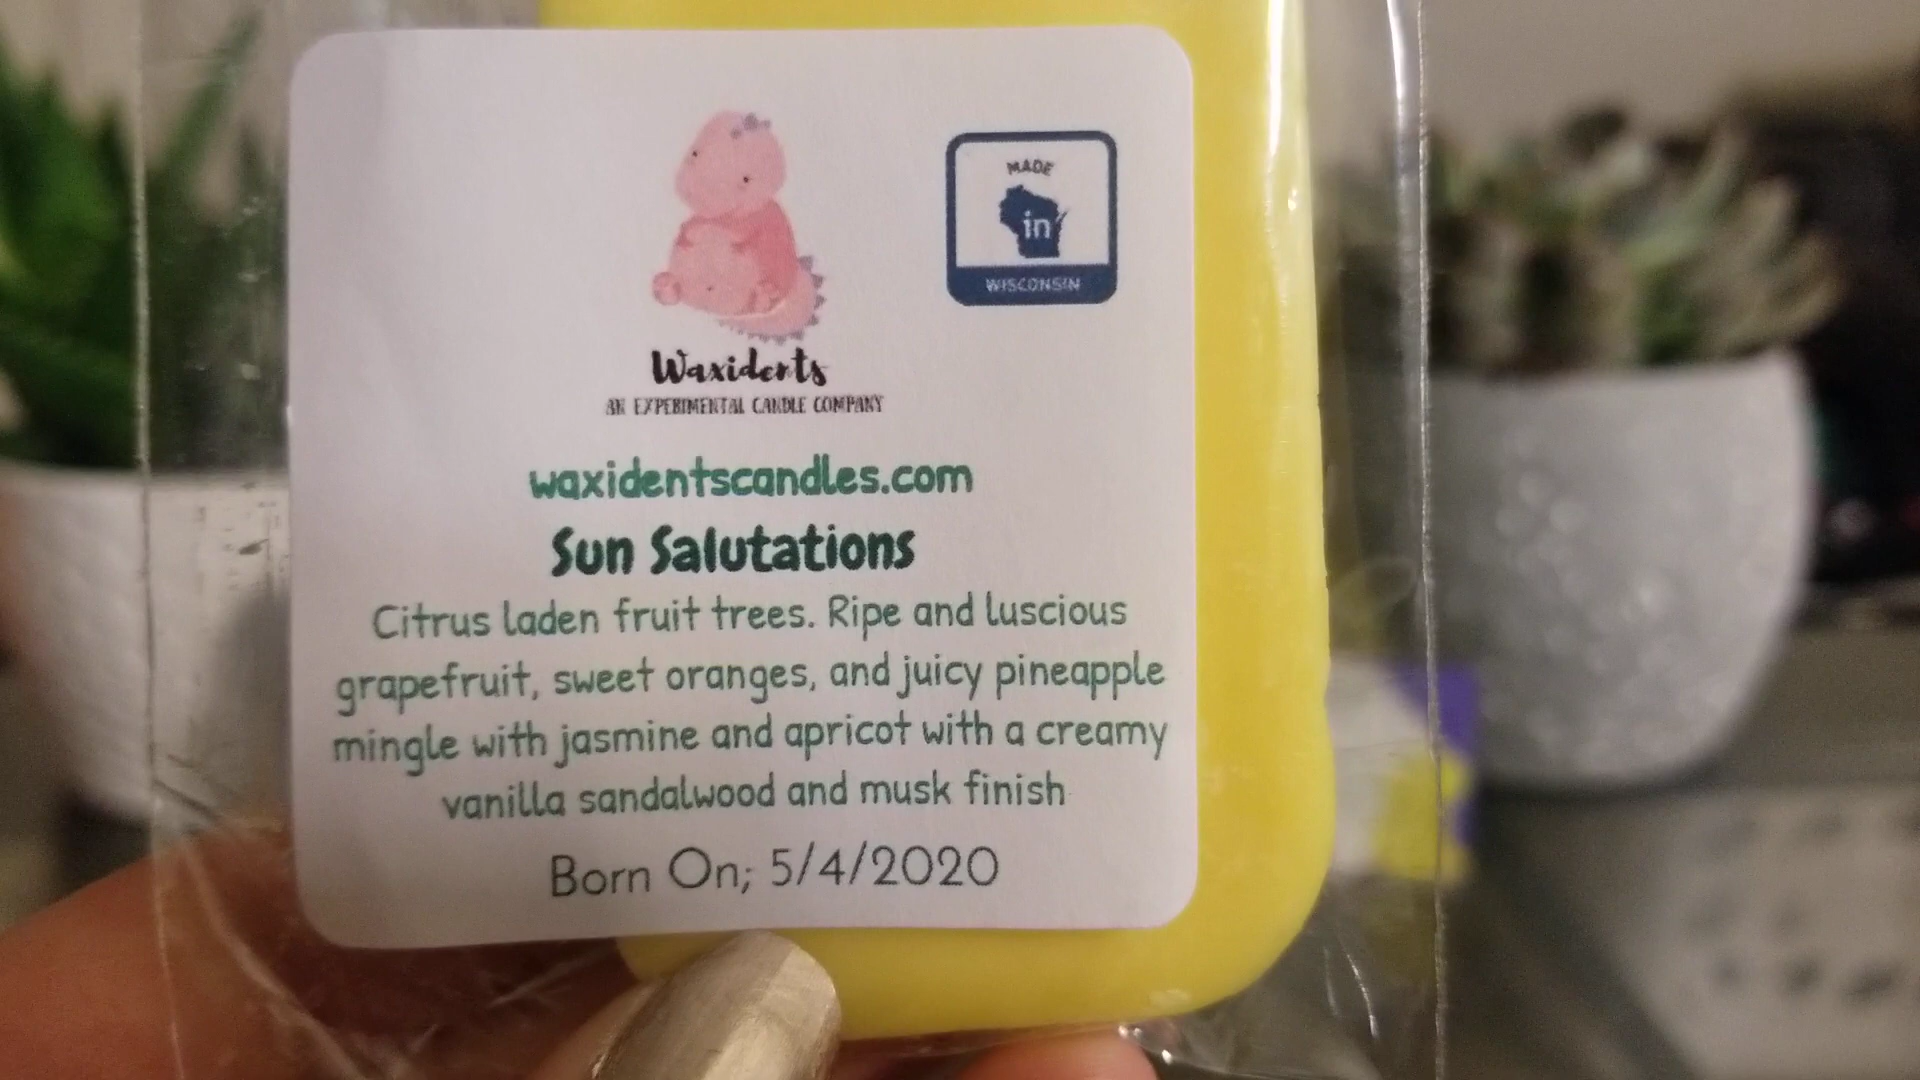 MADE
in
WISCONSIN
Waxidents
AN EXPERIMENTAL CANDLE COMPANY
waxidentscandles.com
Sun Salutations
Citrus laden fruit trees. Ripe and luscious
grapefruit, sweet oranges, and juicy pineapple
mingle with jasmine and apricot with a creamy
vanilla sandalwood and musk finish
Born On; 5/4/2020